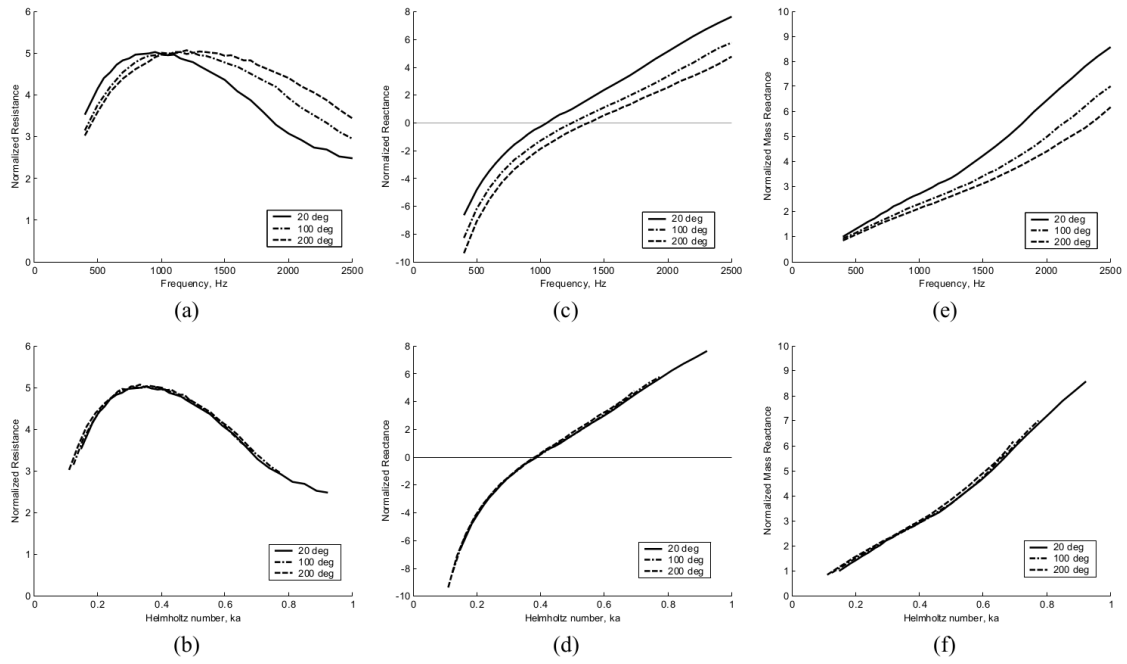 6
5
4
3
2
1
0
Normalized Resistance
0 500 1000 1500 2000 2500
Frequency, Hz
20 deg
100 deg
200 deg
(a)
8
6
4
2
0
-2
-4
-6
-8
-10
Normalized Reactance
0 500 1000 1500 2000 2500
Frequency, Hz
20 deg
100 deg
200 deg
(c)
10
9
8
7
6
5
4
3
2
1
0
Normalized Mass Reactance
0 500 1000 1500 2000 2500
Frequency, Hz
20 deg
100 deg
200 deg
(e)
6
5
4
3
2
1
0
Normalized Resistance
0 0.2 0.4 0.6 0.8 1
Helmholtz number, ka
20 deg
100 deg
200 deg
(b)
8
6
4
2
0
-2
-4
-6
-8
-10
Normalized Reactance
0 0.2 0.4 0.6 0.8 1
Helmholtz number, ka
20 deg
100 deg
200 deg
(d)
10
9
8
7
6
5
4
3
2
1
0
Normalized Mass Reactance
0 0.2 0.4 0.6 0.8 1
Helmholtz number, ka
20 deg
100 deg
200 deg
(f)